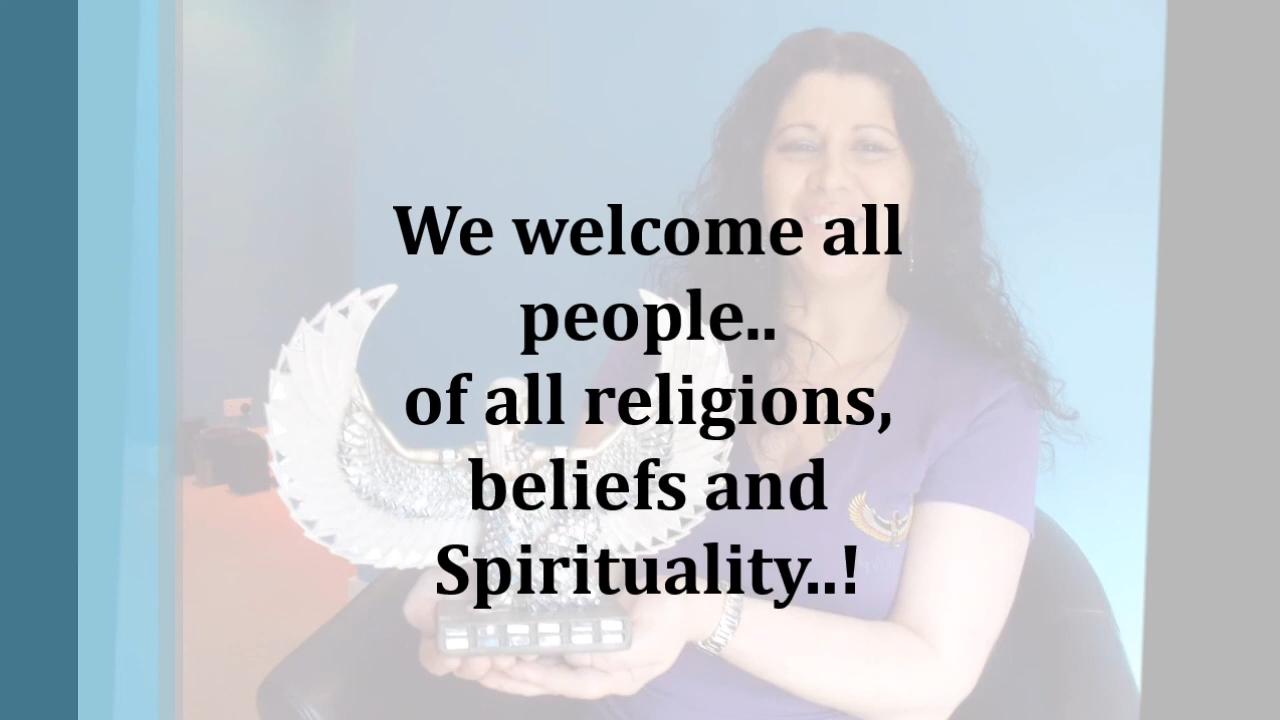 We welcome all
people..
of all religions,
beliefs and
Spirituality..!